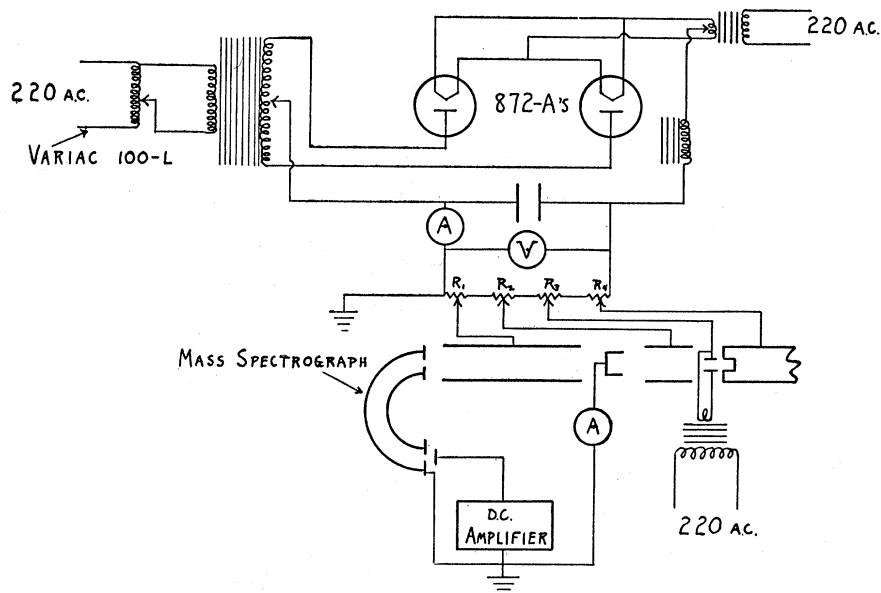 220 A.C.
220 A.C.
872-A's
VARIAC 100-L
A
V
R₁ R₂ R₃ R₄
MASS SPECTROGRAPH
A
D.C.
AMPLIFIER
220 A.C.